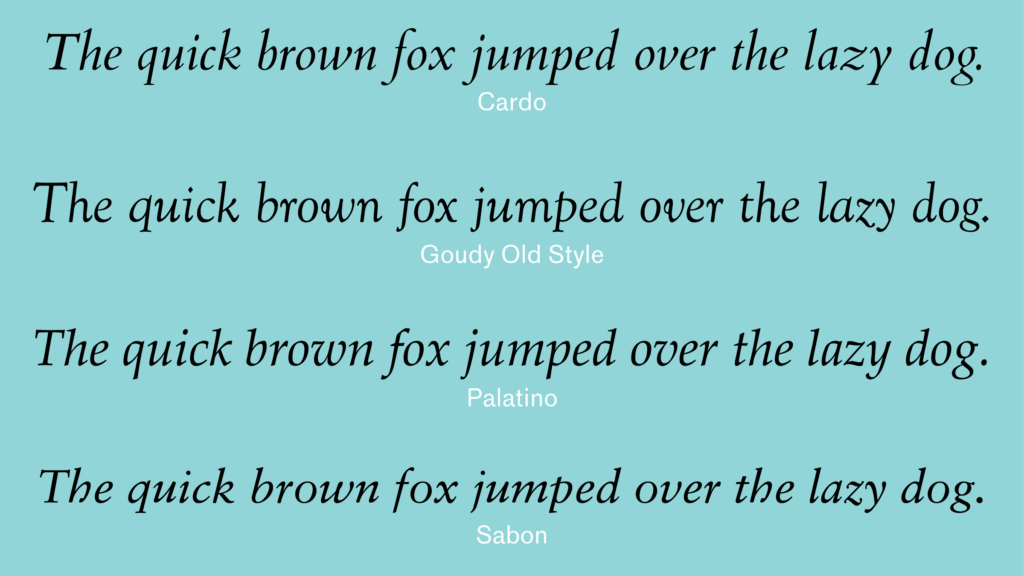 The quick brown fox jumped over the lazy dog.
Cardo
The quick brown fox jumped over the lazy dog.
Goudy Old Style
The quick brown fox jumped over the lazy dog.
Palatino
The quick brown fox jumped over the lazy dog.
Sabon